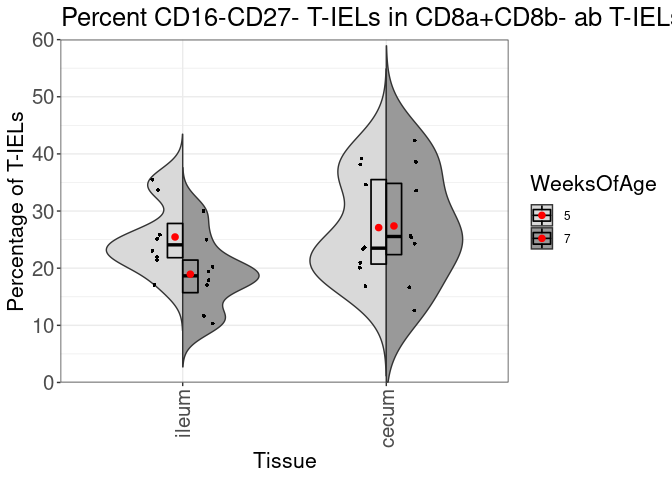 Percent CD16-CD27- T-IELs in CD8a+CD8b- ab T-IELs
Percentage of T-IELs
60
50
40
30
20
10
0
ileum
cecum
Tissue
WeeksOfAge
5
7